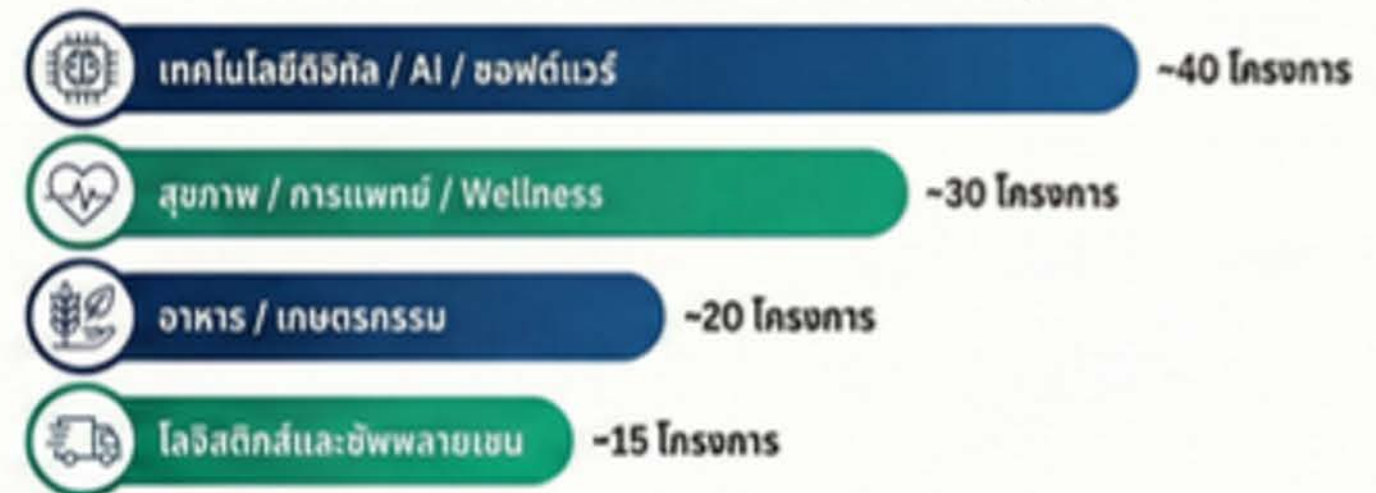 เทคโนโลยีดิจิทัล / AI / ซอฟต์แวร์ ~40 โครงการ
สุขภาพ / การแพทย์ / Wellness ~30 โครงการ
อาหาร / เกษตรกรรม ~20 โครงการ
โลจิสติกส์และซัพพลายเชน ~15 โครงการ